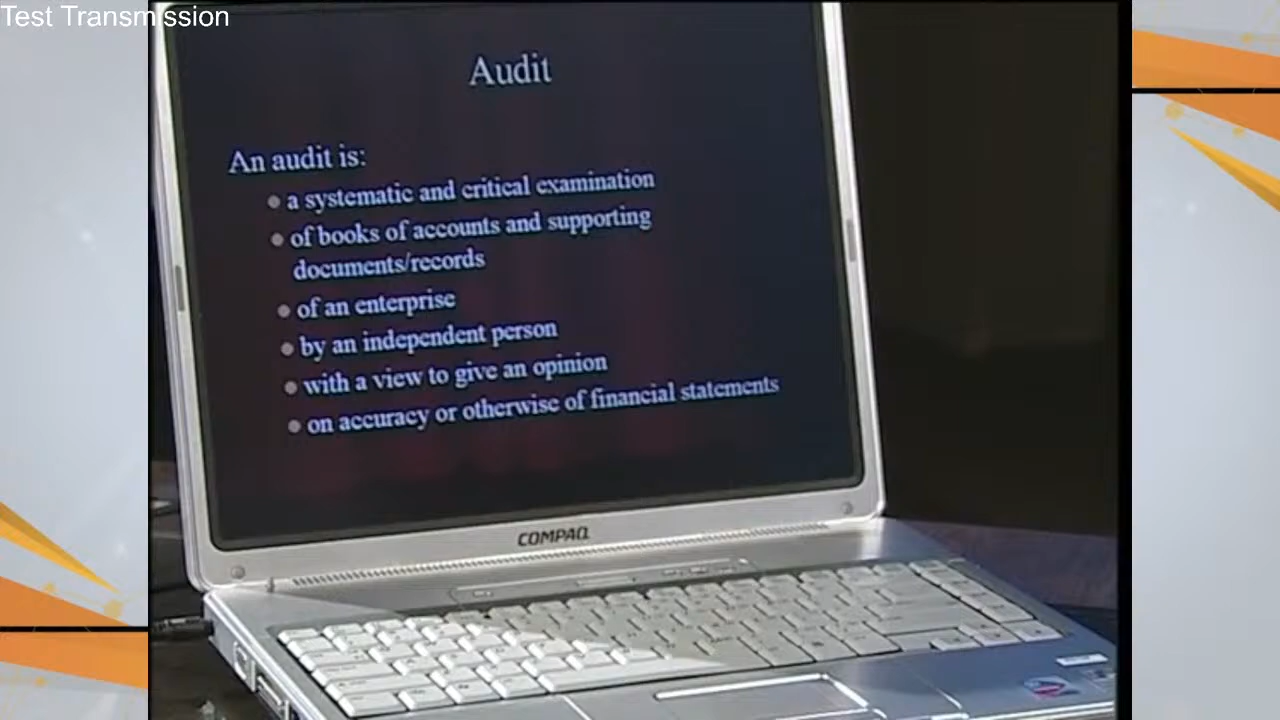 Test Transmission
Audit
An audit is:
a systematic and critical examination
of books of accounts and supporting
documents/records
of an enterprise
by an independent person
with a view to give an opinion
on accuracy or otherwise of financial statements
COMPAQ